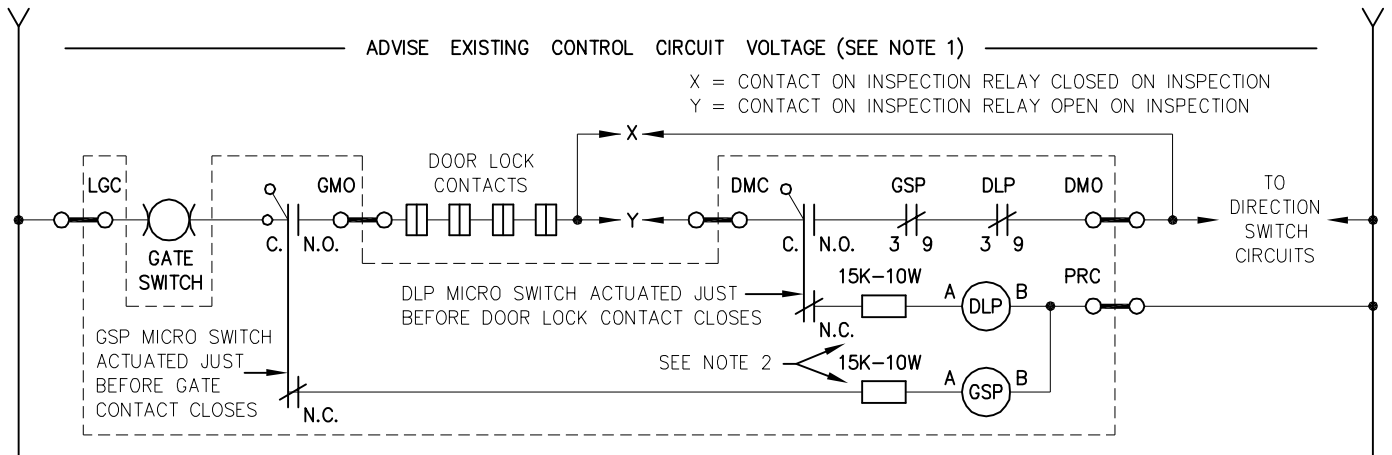 ADVISE EXISTING CONTROL CIRCUIT VOLTAGE (SEE NOTE 1)
X = CONTACT ON INSPECTION RELAY CLOSED ON INSPECTION
Y = CONTACT ON INSPECTION RELAY OPEN ON INSPECTION
X
DOOR LOCK
CONTACTS
LGC
GMO
DMC
GSP
DLP
DMO
TO
DIRECTION
SWITCH
CIRCUITS
Y
C.
N.O.
C.
N.O.
3 9
3 9
GATE
SWITCH
15K-10W
PRC
DLP MICRO SWITCH ACTUATED JUST
BEFORE DOOR LOCK CONTACT CLOSES
A
DLP
B
N.C.
GSP MICRO SWITCH
ACTUATED JUST
BEFORE GATE
CONTACT CLOSES
SEE NOTE 2
15K-10W
A
GSP
B
N.C.